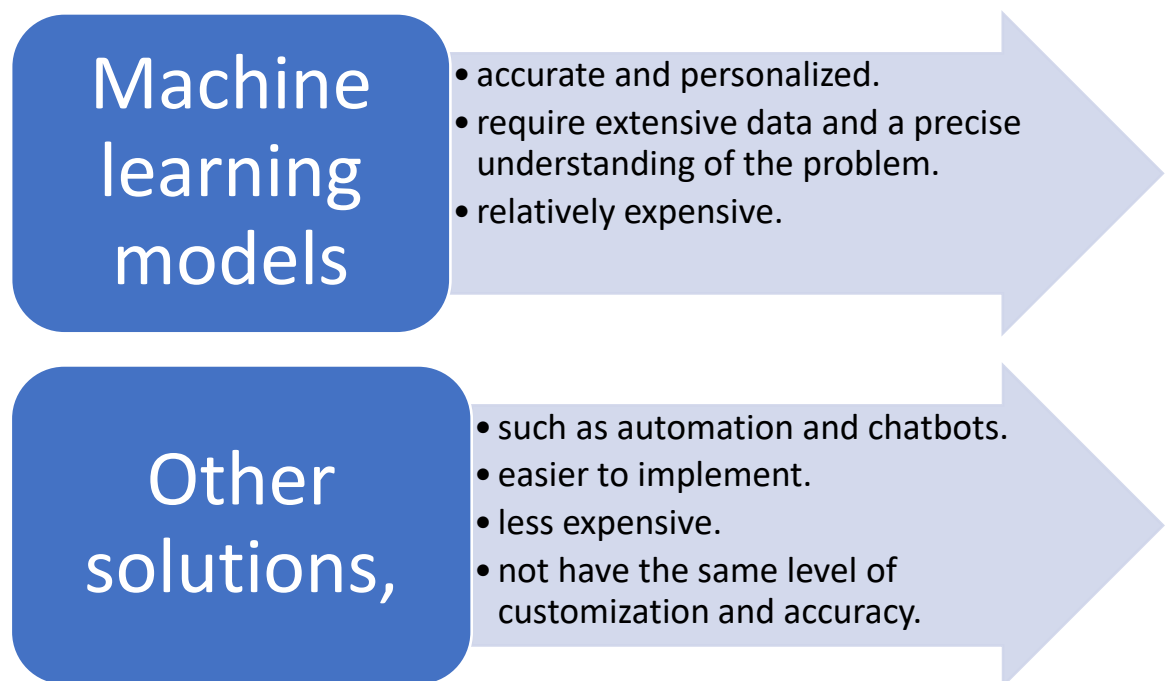 Machine
learning
models
• accurate and personalized.
• require extensive data and a precise
understanding of the problem.
• relatively expensive.
Other
solutions,
• such as automation and chatbots.
• easier to implement.
• less expensive.
• not have the same level of
customization and accuracy.